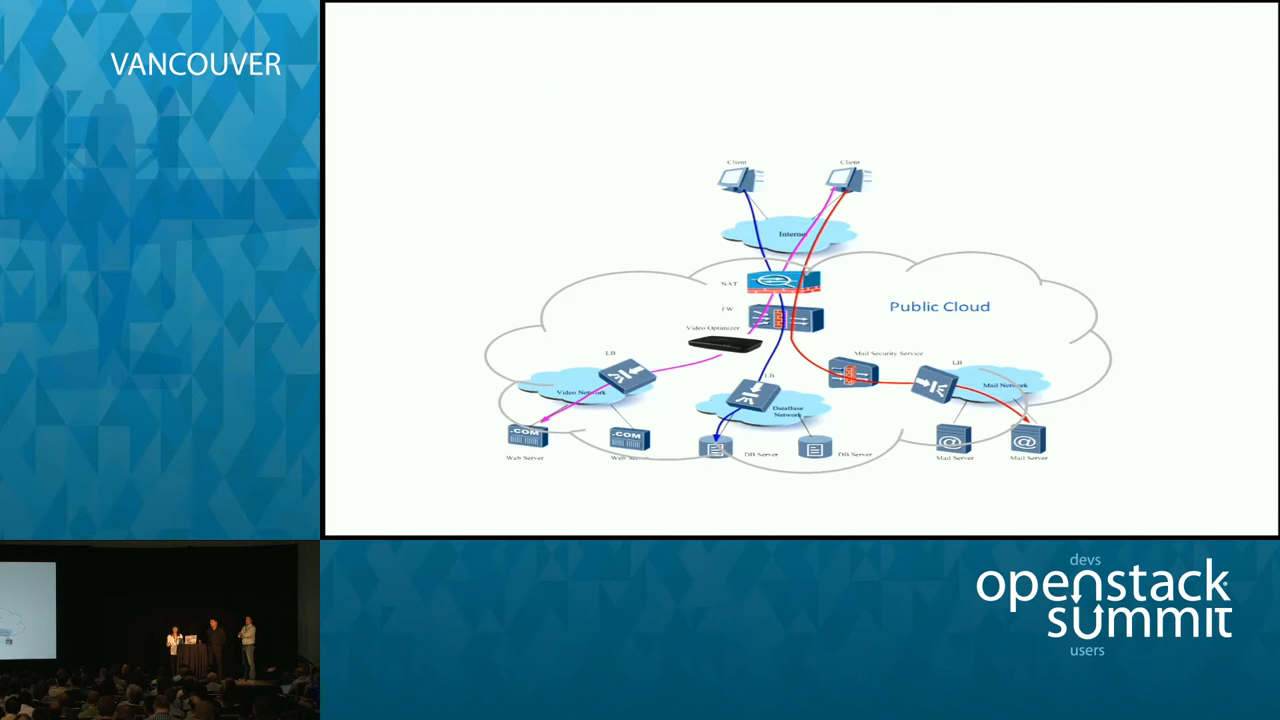 VANCOUVER
Client
Client
Internet
NAT
Public Cloud
FW
Video Optimizer
LB
Mail Security Service
LB
LB
Video Network
Mail Network
DataBase
Network
.COM
.COM
@
@
Web Server
DB Server
DB Server
Mail Server
Mail Server
devs
openstack
summit
users